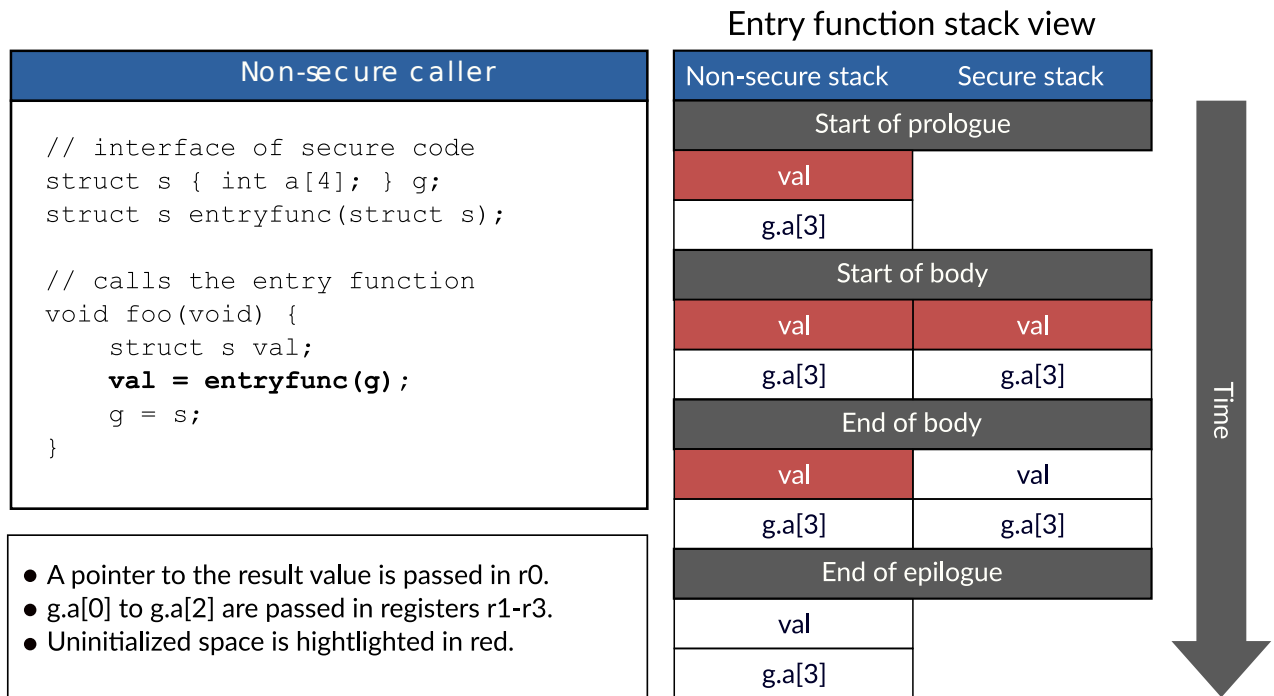 Entry function stack view
Non-secure caller
// interface of secure code
struct s { int a[4]; } g;
struct s entryfunc(struct s);
// calls the entry function
void foo(void) {
struct s val;
val = entryfunc(g);
g = s;
}
● A pointer to the result value is passed in r0.
● g.a[0] to g.a[2] are passed in registers r1-r3.
● Uninitialized space is hightlighted in red.
Non-secure stack Secure stack
Start of prologue
val
g.a[3]
Start of body
val val
g.a[3] g.a[3]
End of body
val val
g.a[3] g.a[3]
End of epilogue
val
g.a[3]
Time